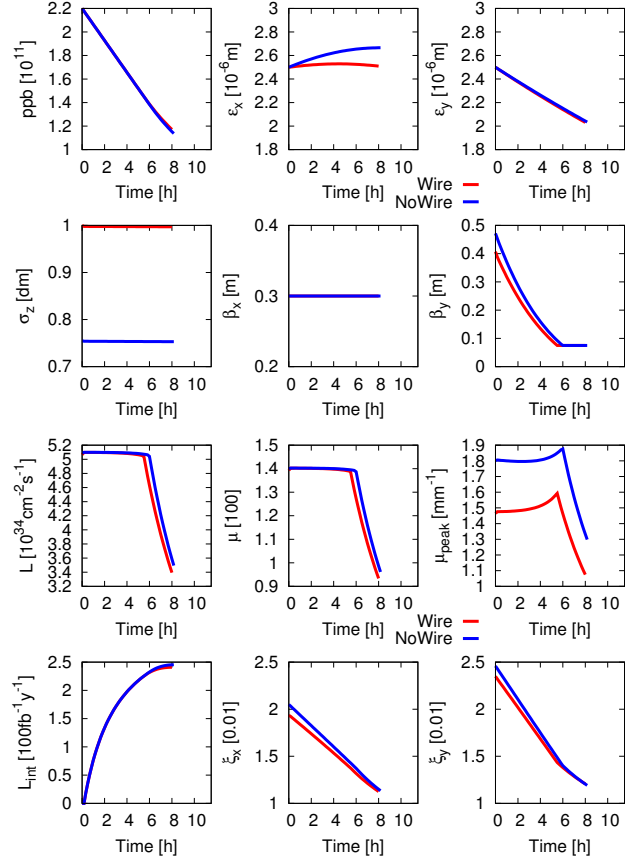 ppb [10^11]
2.2
2
1.8
1.6
1.4
1.2
1
0 2 4 6 8 10
Time [h]
ε_x [10^-6 m]
3
2.8
2.6
2.4
2.2
2
1.8
0 2 4 6 8 10
Time [h]
ε_y [10^-6 m]
3
2.8
2.6
2.4
2.2
2
1.8
0 2 4 6 8 10
Time [h]
Wire
NoWire
σ_z [dm]
1
0.9
0.8
0.7
0 2 4 6 8 10
Time [h]
β_x [m]
0.4
0.3
0.2
0 2 4 6 8 10
Time [h]
β_y [m]
0.5
0.4
0.3
0.2
0.1
0
0 2 4 6 8 10
Time [h]
L [10^34 cm^-2 s^-1]
5.2
5
4.8
4.6
4.4
4.2
4
3.8
3.6
3.4
3.2
0 2 4 6 8 10
Time [h]
μ [100]
1.5
1.4
1.3
1.2
1.1
1
0.9
0 2 4 6 8 10
Time [h]
μ_peak [mm^-1]
1.9
1.8
1.7
1.6
1.5
1.4
1.3
1.2
1.1
1
0 2 4 6 8 10
Time [h]
Wire
NoWire
L_int [100fb^-1 y^-1]
2.5
2
1.5
1
0.5
0
0 2 4 6 8 10
Time [h]
ξ_x [0.01]
2.5
2
1.5
1
0 2 4 6 8 10
Time [h]
ξ_y [0.01]
2.5
2
1.5
1
0 2 4 6 8 10
Time [h]